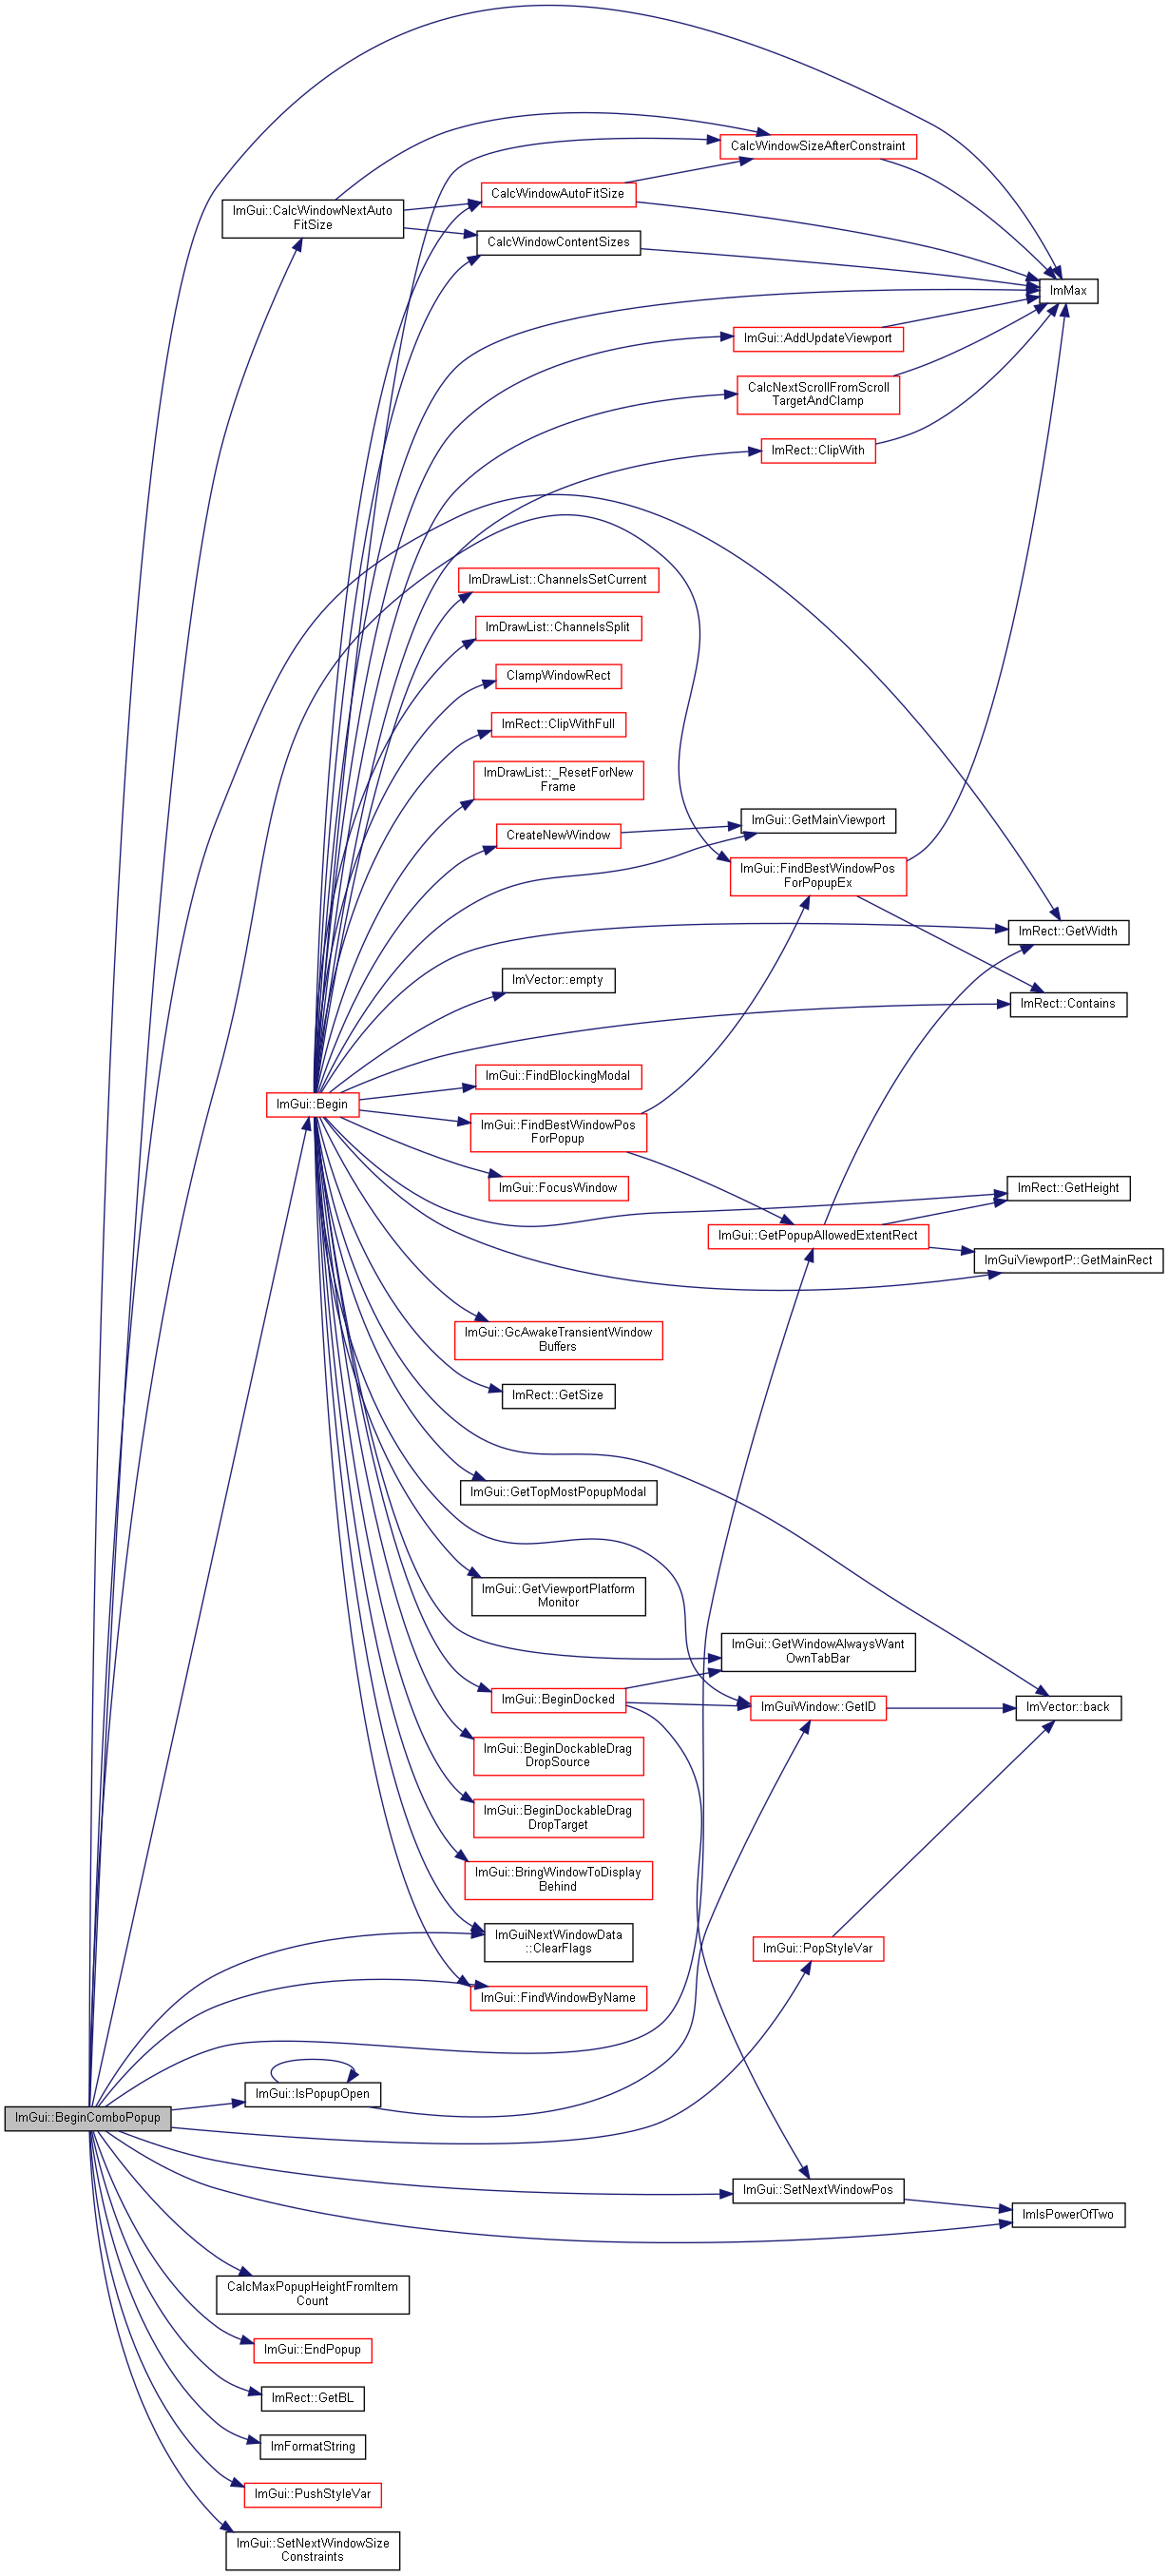 CalcWindowSizeAfterConstraint
CalcWindowAutoFitSize
ImGui::CalcWindowNextAuto
FitSize
CalcWindowContentSizes
ImMax
ImGui::AddUpdateViewport
CalcNextScrollFromScroll
TargetAndClamp
ImRect::ClipWith
ImDrawList::ChannelsSetCurrent
ImDrawList::ChannelsSplit
ClampWindowRect
ImRect::ClipWithFull
ImDrawList::_ResetForNew
Frame
ImGui::GetMainViewport
CreateNewWindow
ImGui::FindBestWindowPos
ForPopupEx
ImRect::GetWidth
ImVector::empty
ImRect::Contains
ImGui::FindBlockingModal
ImGui::Begin
ImGui::FindBestWindowPos
ForPopup
ImGui::FocusWindow
ImRect::GetHeight
ImGui::GetPopupAllowedExtentRect
ImGuiViewportP::GetMainRect
ImGui::GcAwakeTransientWindow
Buffers
ImRect::GetSize
ImGui::GetTopMostPopupModal
ImGui::GetViewportPlatform
Monitor
ImGui::GetWindowAlwaysWant
OwnTabBar
ImGui::BeginDocked
ImGuiWindow::GetID
ImVector::back
ImGui::BeginDockableDrag
DropSource
ImGui::BeginDockableDrag
DropTarget
ImGui::BringWindowToDisplay
Behind
ImGuiNextWindowData
::ClearFlags
ImGui::PopStyleVar
ImGui::FindWindowByName
ImGui::IsPopupOpen
ImGui::BeginComboPopup
ImGui::SetNextWindowPos
ImIsPowerOfTwo
CalcMaxPopupHeightFromItem
Count
ImGui::EndPopup
ImRect::GetBL
ImFormatString
ImGui::PushStyleVar
ImGui::SetNextWindowSize
Constraints